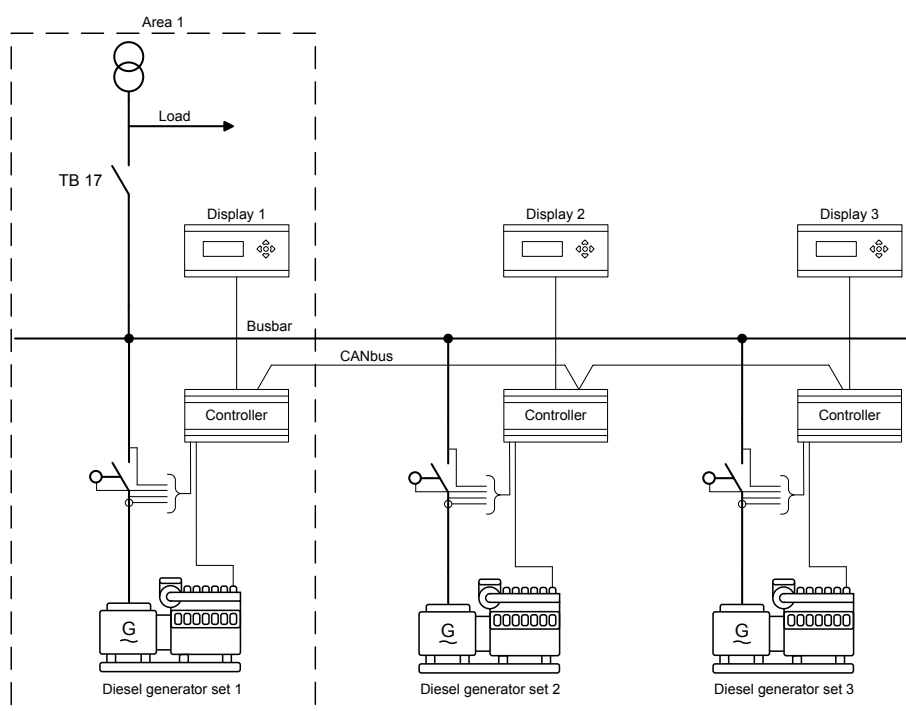 Area 1
Load
TB 17
Display 1
Display 2
Display 3
Busbar
CANbus
Controller
Controller
Controller
G
G
G
Diesel generator set 1
Diesel generator set 2
Diesel generator set 3